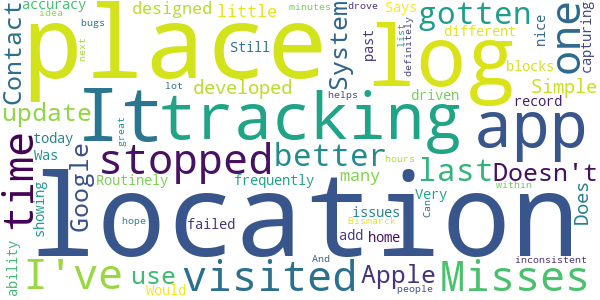 Contact
accuracy
idea
bugs
next
place
designed
little
Still
lot
developed
System
drove
minutes
Says
past
log
list
definitely
gotten
different
nice
blocks
one
capturing
Simple
update
It
tracking
helps
driven
app
record
today
Was
time
Google
stopped
great
better
many
last
Doesn't
showing
Routinely
frequently
hours
location
Very
Can
within
Does
ability
I've
hope
failed
use
Would
visited
issues
add
home
Bismarck
And
Apple
people
Misses
inconsistent